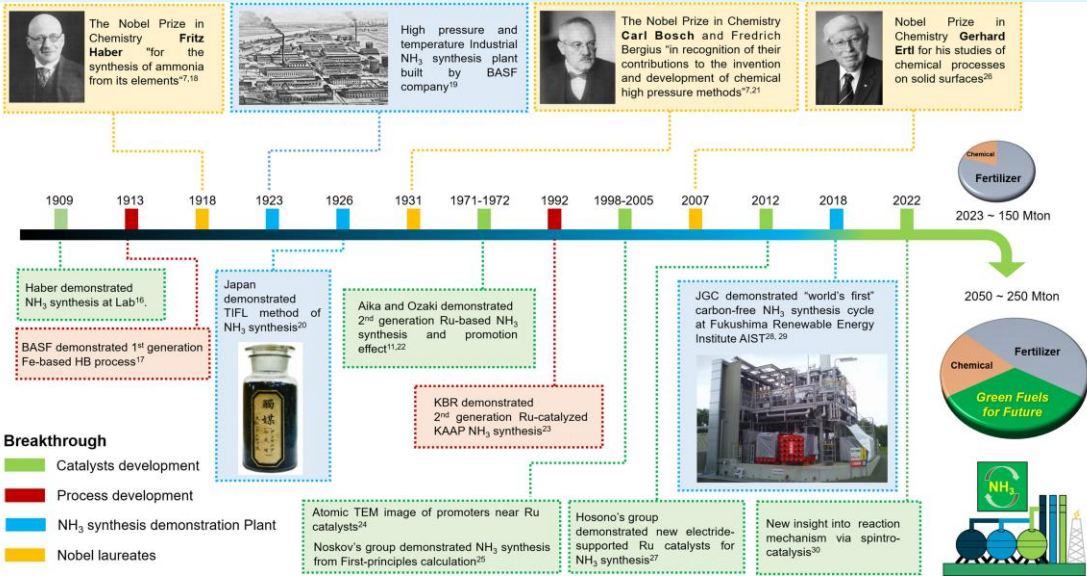 The Nobel Prize in
Chemistry Fritz
Haber "for the
synthesis of ammonia
from its elements"7,18
High pressure and
temperature Industrial
NH3 synthesis plant
built by BASF
company19
The Nobel Prize in Chemistry
Carl Bosch and Fredrich
Bergius "in recognition of their
contributions to the invention
and development of chemical
high pressure methods"7,21
Nobel Prize in
Chemistry Gerhard
Ertl for his studies of
chemical processes
on solid surfaces26
Chemical
Fertilizer
2023 ~ 150 Mton
1909
1913
1918
1923
1926
1931
1971-1972
1992
1998-2005
2007
2012
2018
2022
Haber demonstrated
NH3 synthesis at Lab16.
BASF demonstrated 1st generation
Fe-based HB process17
Japan
demonstrated
TIFL method of
NH3 synthesis20
觸媒
Aika and Ozaki demonstrated
2nd generation Ru-based NH3
synthesis and promotion
effect11,22
KBR demonstrated
2nd generation Ru-catalyzed
KAAP NH3 synthesis23
Atomic TEM image of promoters near Ru
catalysts24
Noskov's group demonstrated NH3 synthesis
from First-principles calculation25
Hosono's group
demonstrated new electride-
supported Ru catalysts for
NH3 synthesis27
JGC demonstrated "world's first"
carbon-free NH3 synthesis cycle
at Fukushima Renewable Energy
Institute AIST28, 29
New insight into reaction
mechanism via spintro-
catalysis30
2050 ~ 250 Mton
Chemical
Fertilizer
Green Fuels
for Future
NH3
Breakthrough
Catalysts development
Process development
NH3 synthesis demonstration Plant
Nobel laureates